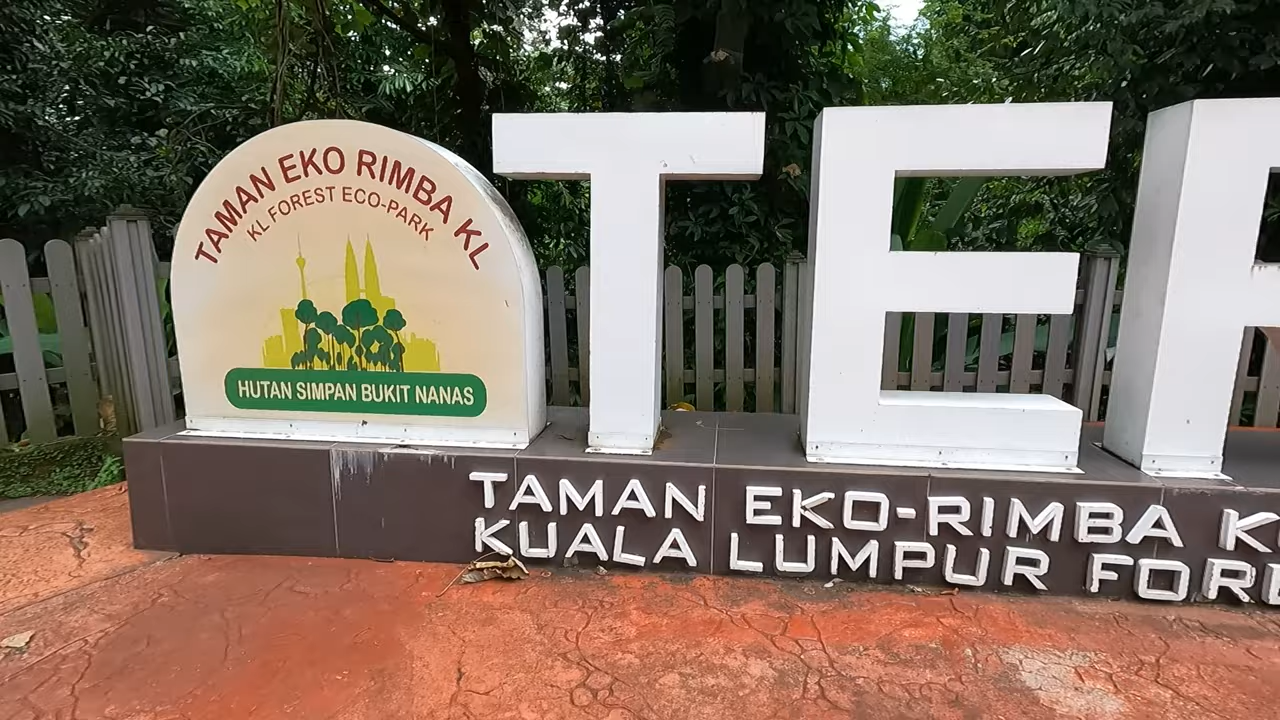 TAMAN EKO RIMBA KL
KL FOREST ECO-PARK
HUTAN SIMPAN BUKIT NANAS
TE
TAMAN EKO-RIMBA
KUALA LUMPUR